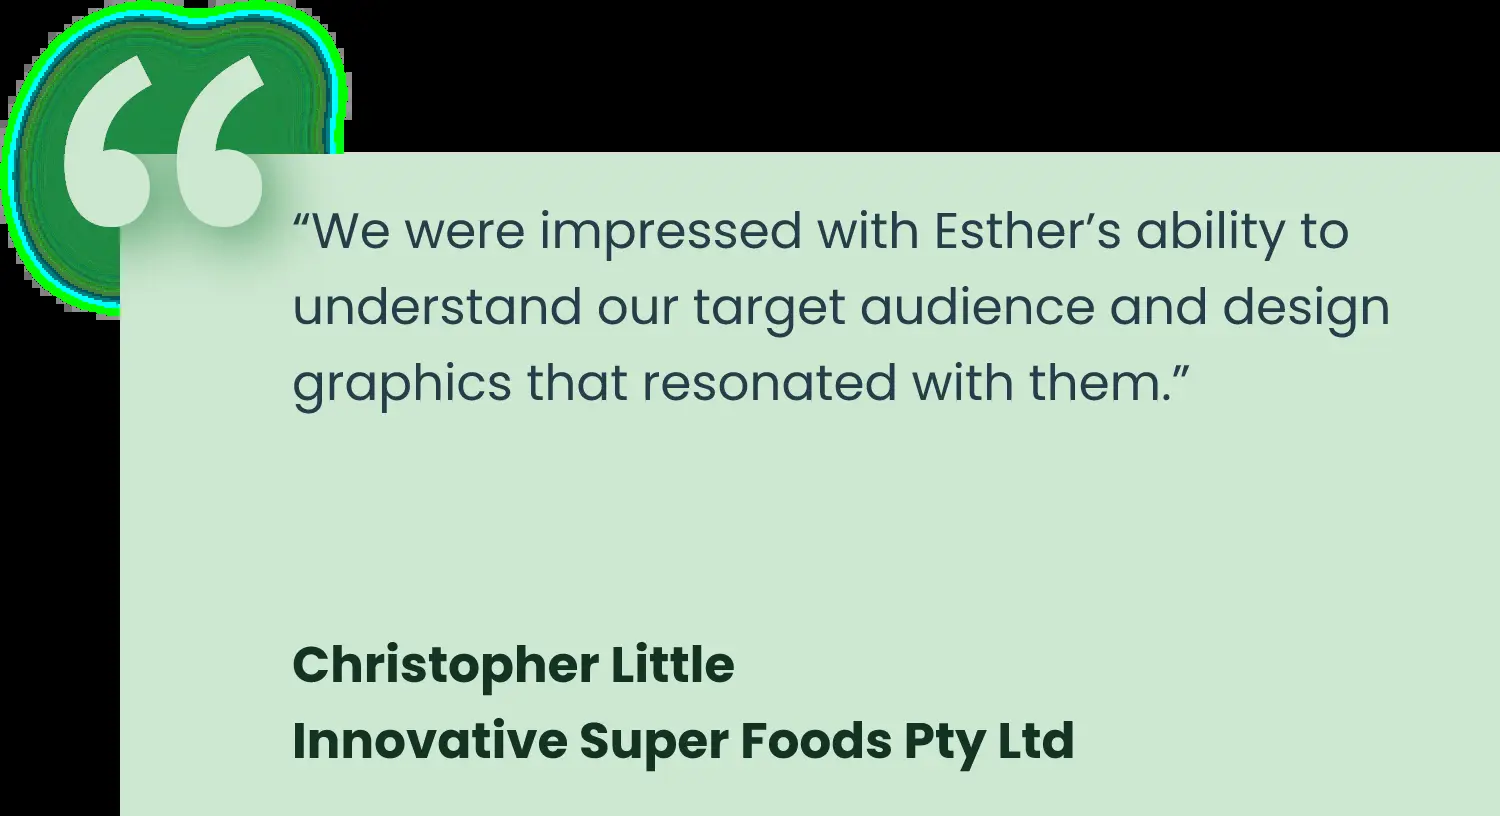 “We were impressed with Esther’s ability to
understand our target audience and design
graphics that resonated with them.”
Christopher Little
Innovative Super Foods Pty Ltd